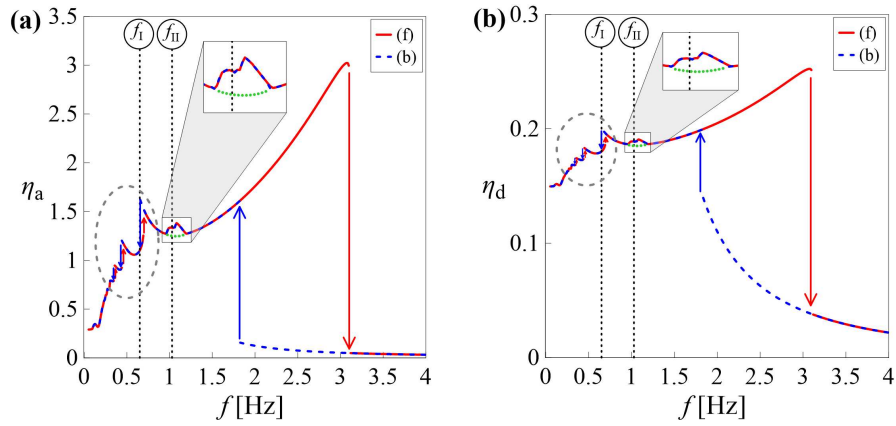 (a)
f_I f_II
(f)
(b)
3.5
3
2.5
2
1.5
1
0.5
0
η_a
0 0.5 1 1.5 2 2.5 3 3.5 4
f [Hz]
(b)
f_I f_II
(f)
(b)
0.3
0.2
0.1
0
η_d
0 0.5 1 1.5 2 2.5 3 3.5 4
f [Hz]